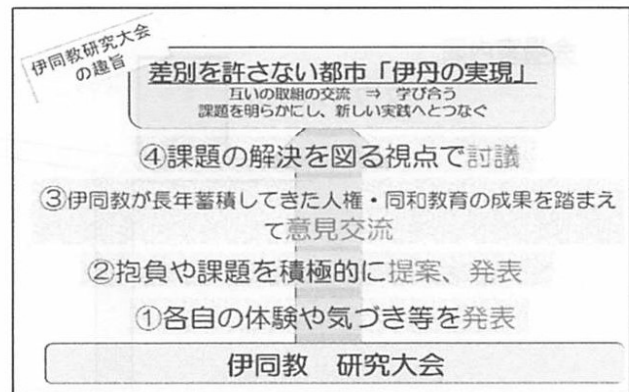 伊同教研究大会
の趣旨
差別を許さない都市「伊丹の実現」
互いの取組の交流 ⇒ 学び合う
課題を明らかにし、新しい実践へとつなぐ
④課題の解決を図る視点で討議
③伊同教が長年蓄積してきた人権・同和教育の成果を踏まえ
て意見交流
②抱負や課題を積極的に提案、発表
①各自の体験や気づき等を発表
伊同教 研究大会